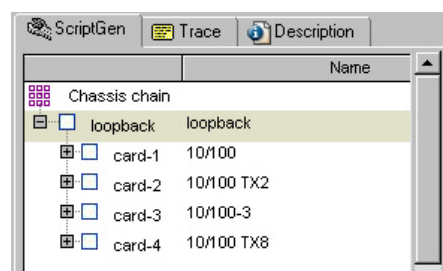 ScriptGen Trace Description
Name
Chassis chain
loopback loopback
card-1 10/100
card-2 10/100 TX2
card-3 10/100-3
card-4 10/100 TX8